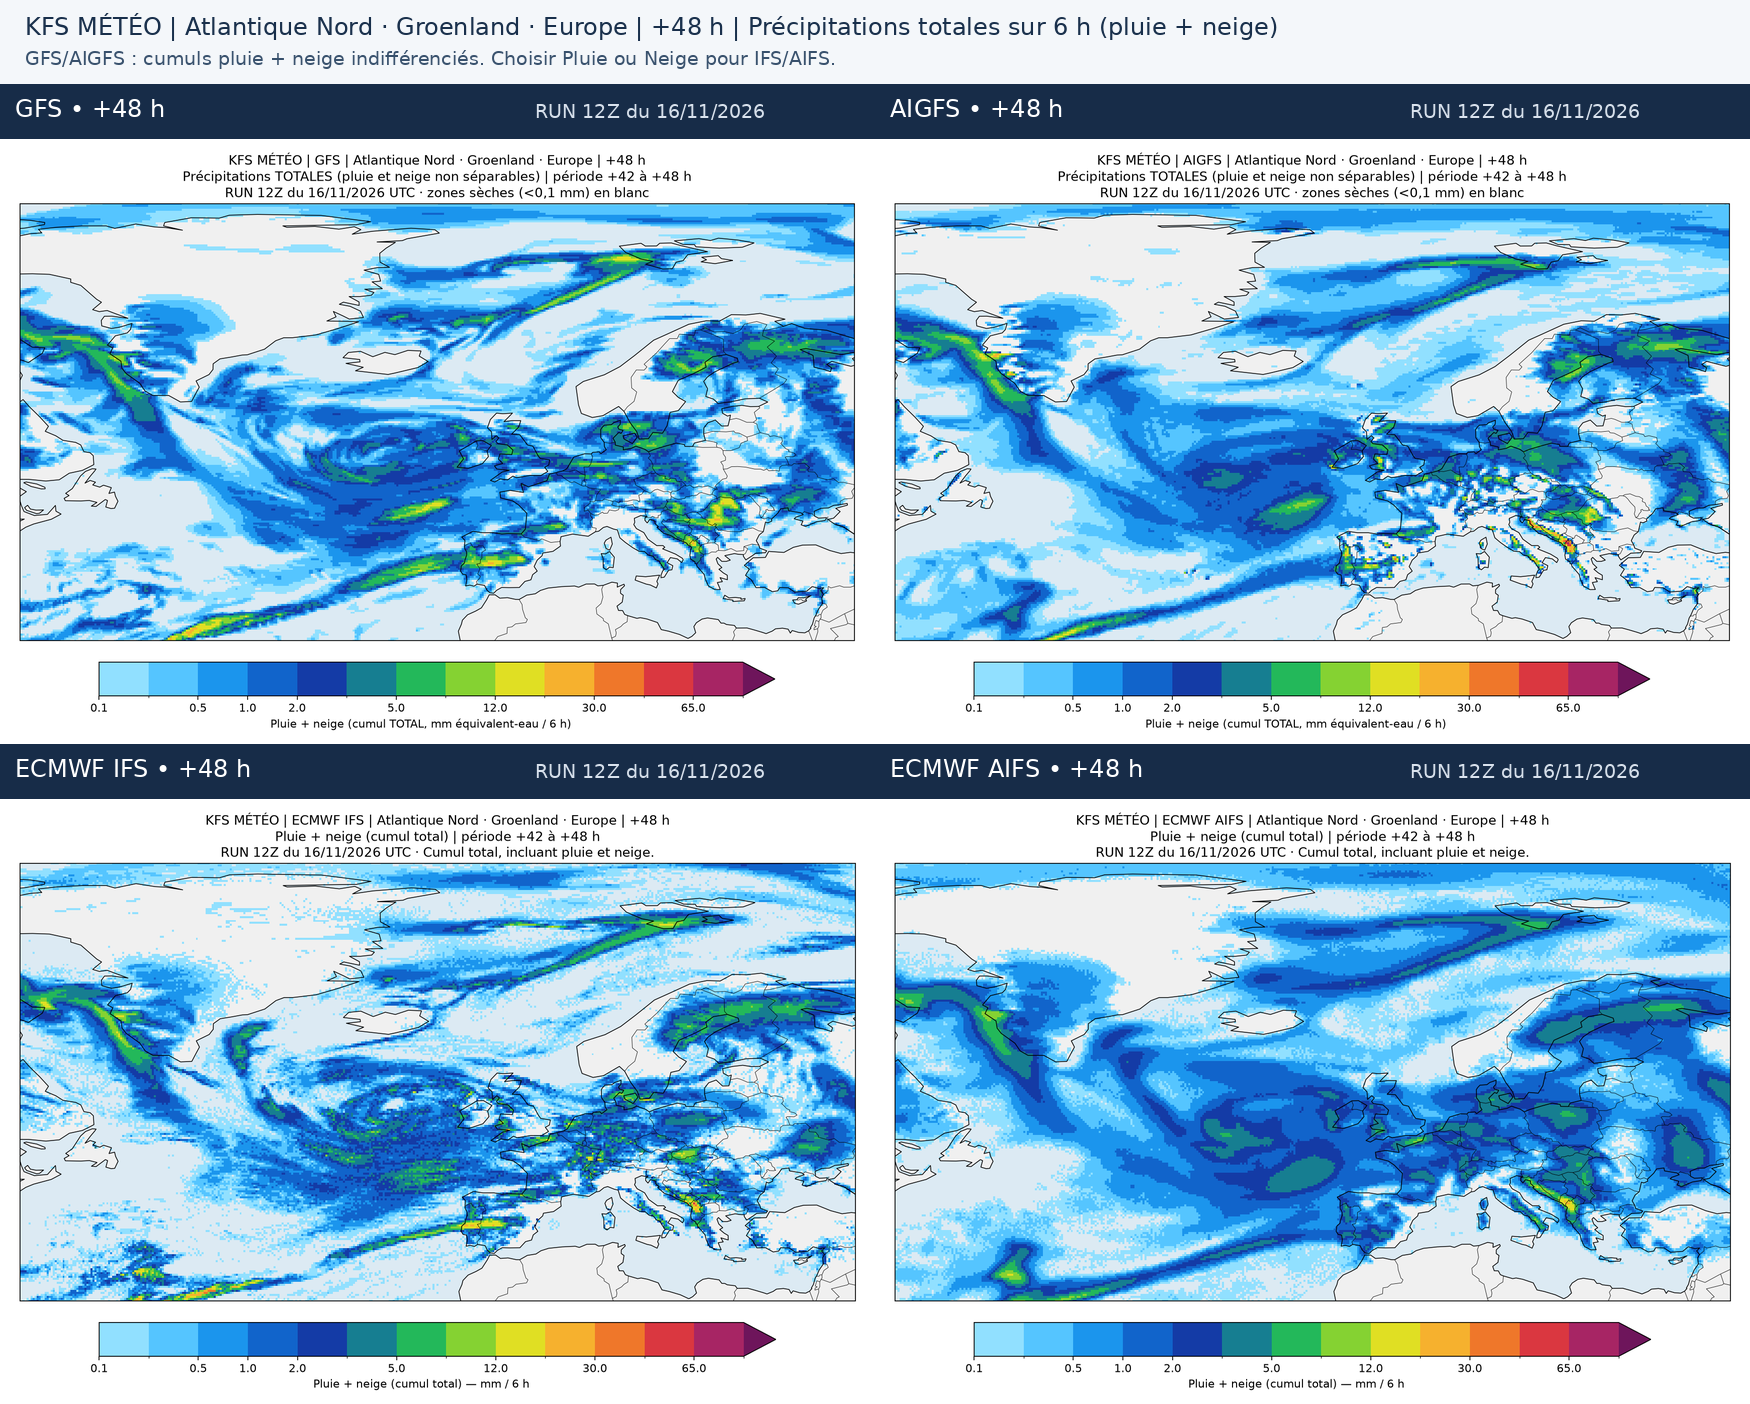 KFS MÉTÉO | Atlantique Nord · Groenland · Europe | +48 h | Précipitations totales sur 6 h (pluie + neige)
GFS/AIGFS : cumuls pluie + neige indifférenciés. Choisir Pluie ou Neige pour IFS/AIFS.
GFS • +48 h
RUN 12Z du 16/11/2026
KFS MÉTÉO | GFS | Atlantique Nord · Groenland · Europe | +48 h
Précipitations TOTALES (pluie et neige non séparables) | période +42 à +48 h
RUN 12Z du 16/11/2026 UTC · zones sèches (<0,1 mm) en blanc
0.1 0.5 1.0 2.0 5.0 12.0 30.0 65.0
Pluie + neige (cumul TOTAL, mm équivalent-eau / 6 h)
AIGFS • +48 h
RUN 12Z du 16/11/2026
KFS MÉTÉO | AIGFS | Atlantique Nord · Groenland · Europe | +48 h
Précipitations TOTALES (pluie et neige non séparables) | période +42 à +48 h
RUN 12Z du 16/11/2026 UTC · zones sèches (<0,1 mm) en blanc
0.1 0.5 1.0 2.0 5.0 12.0 30.0 65.0
Pluie + neige (cumul TOTAL, mm équivalent-eau / 6 h)
ECMWF IFS • +48 h
RUN 12Z du 16/11/2026
KFS MÉTÉO | ECMWF IFS | Atlantique Nord · Groenland · Europe | +48 h
Pluie + neige (cumul total) | période +42 à +48 h
RUN 12Z du 16/11/2026 UTC · Cumul total, incluant pluie et neige.
0.1 0.5 1.0 2.0 5.0 12.0 30.0 65.0
Pluie + neige (cumul total) — mm / 6 h
ECMWF AIFS • +48 h
RUN 12Z du 16/11/2026
KFS MÉTÉO | ECMWF AIFS | Atlantique Nord · Groenland · Europe | +48 h
Pluie + neige (cumul total) | période +42 à +48 h
RUN 12Z du 16/11/2026 UTC · Cumul total, incluant pluie et neige.
0.1 0.5 1.0 2.0 5.0 12.0 30.0 65.0
Pluie + neige (cumul total) — mm / 6 h